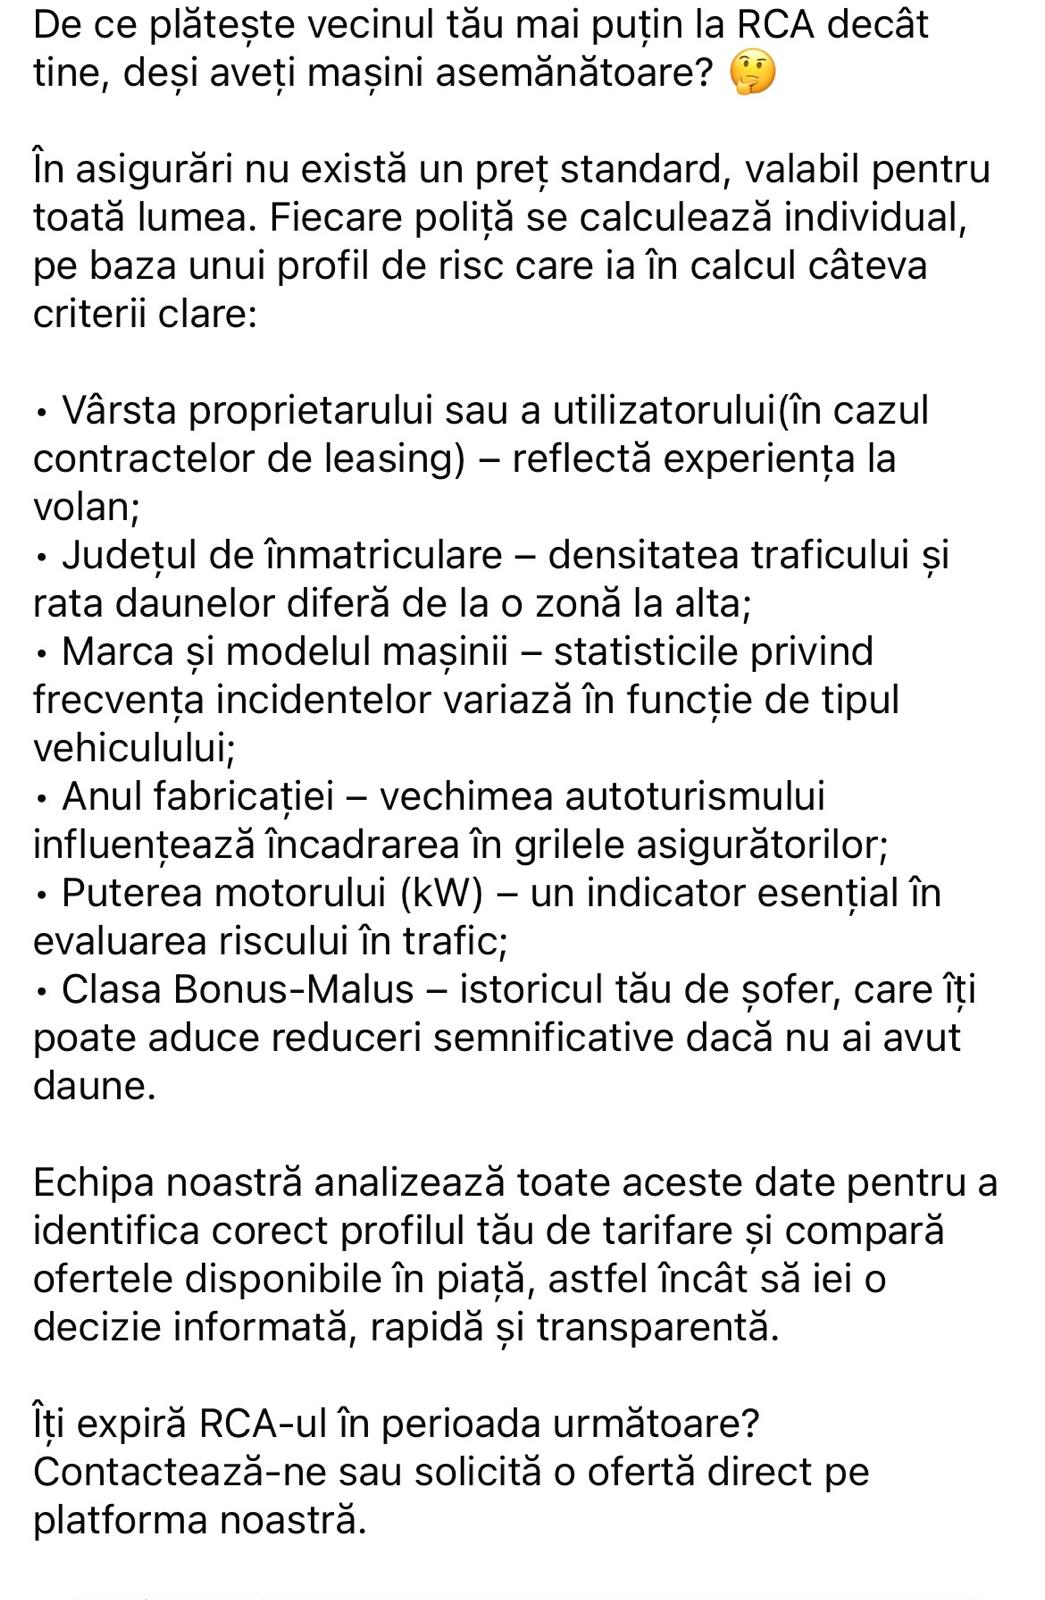 De ce plătește vecinul tău mai puțin la RCA decât
tine, deși aveți mașini asemănătoare? 🤔
În asigurări nu există un preț standard, valabil pentru
toată lumea. Fiecare poliță se calculează individual,
pe baza unui profil de risc care ia în calcul câteva
criterii clare:
• Vârsta proprietarului sau a utilizatorului(în cazul
contractelor de leasing) – reflectă experiența la
volan;
• Județul de înmatriculare – densitatea traficului și
rata daunelor diferă de la o zonă la alta;
• Marca și modelul mașinii – statisticile privind
frecvența incidentelor variază în funcție de tipul
vehiculului;
• Anul fabricației – vechimea autoturismului
influențează încadrarea în grilele asigurătorilor;
• Puterea motorului (kW) – un indicator esențial în
evaluarea riscului în trafic;
• Clasa Bonus-Malus – istoricul tău de șofer, care îți
poate aduce reduceri semnificative dacă nu ai avut
daune.
Echipa noastră analizează toate aceste date pentru a
identifica corect profilul tău de tarifare și compară
ofertele disponibile în piață, astfel încât să iei o
decizie informată, rapidă și transparentă.
Îți expiră RCA-ul în perioada următoare?
Contactează-ne sau solicită o ofertă direct pe
platforma noastră.